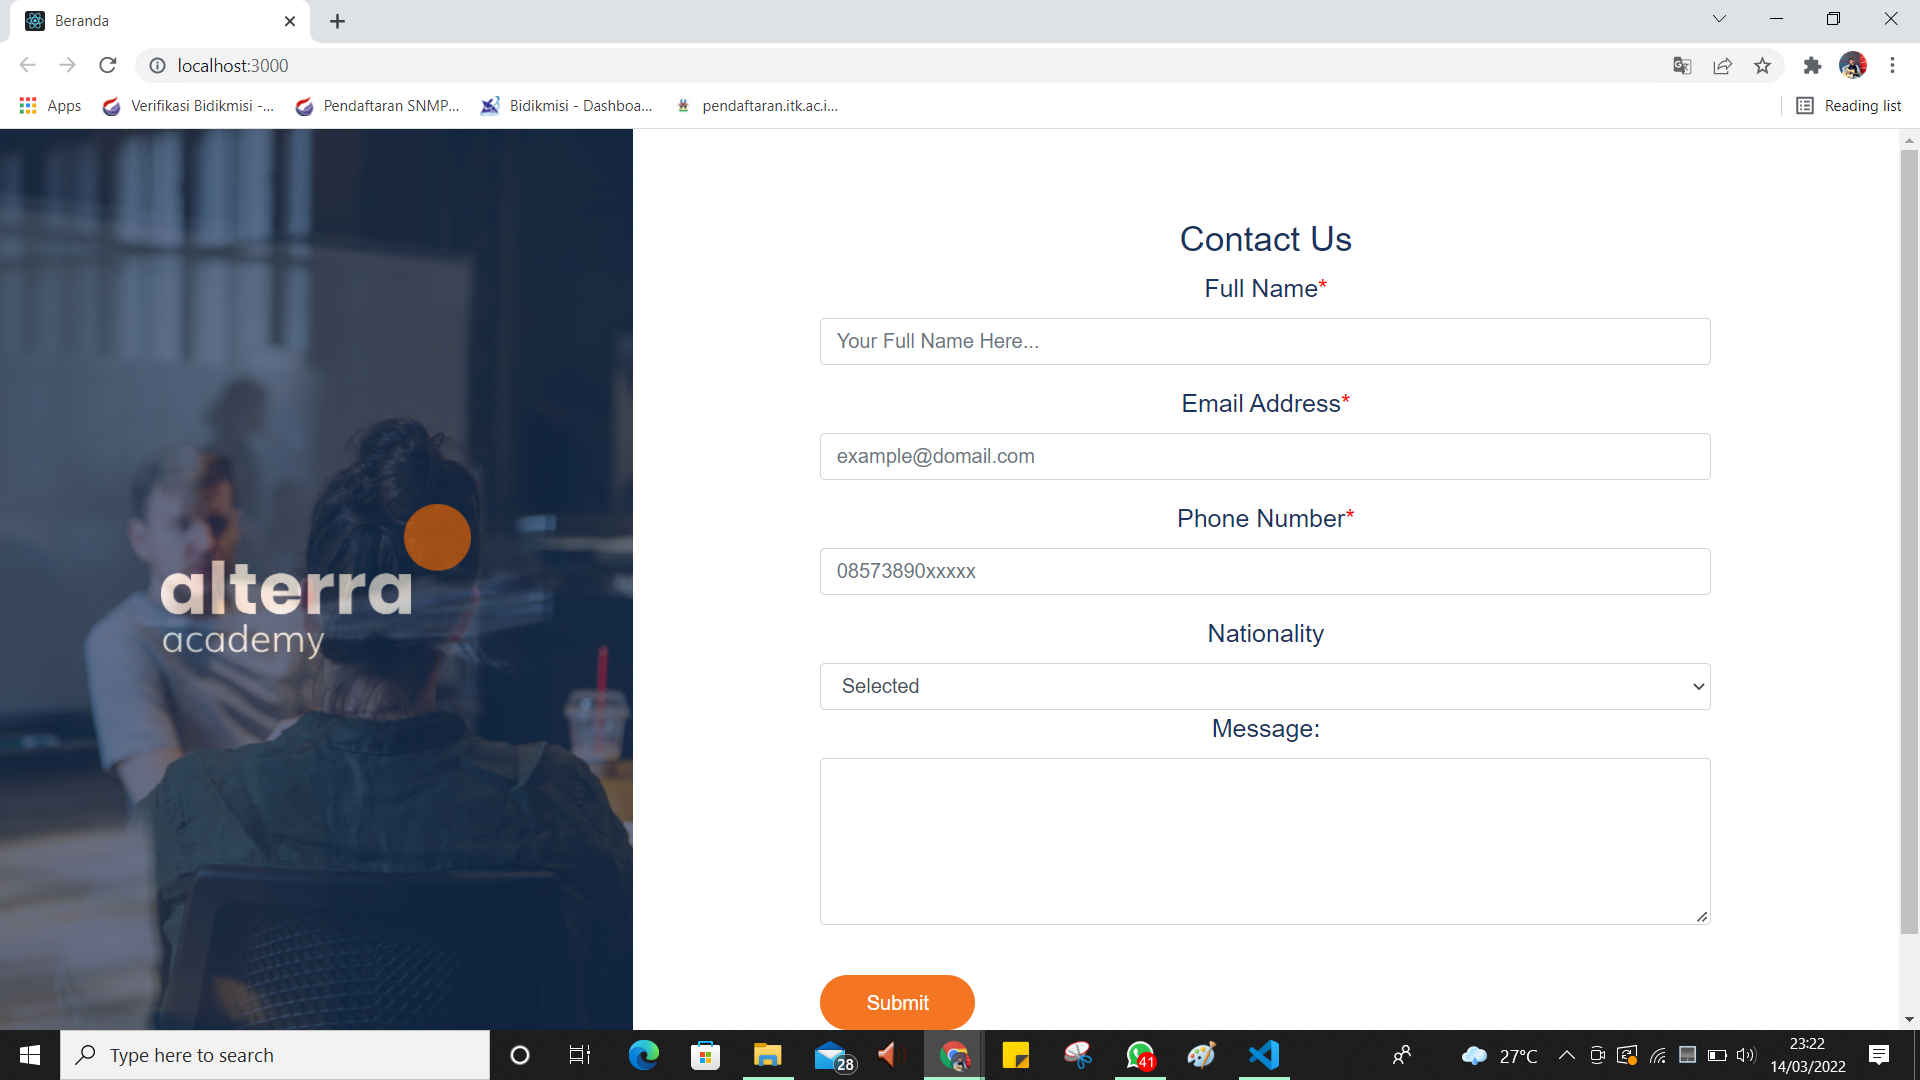 Beranda
localhost:3000
Apps
Verifikasi Bidikmisi -...
Pendaftaran SNMP...
Bidikmisi - Dashboa...
pendaftaran.itk.ac.i...
Reading list
alterra
academy
Contact Us
Full Name*
Your Full Name Here...
Email Address*
example@domail.com
Phone Number*
08573890xxxxx
Nationality
Selected
Message:
Submit
Type here to search
28
41
27°C
23:22
14/03/2022